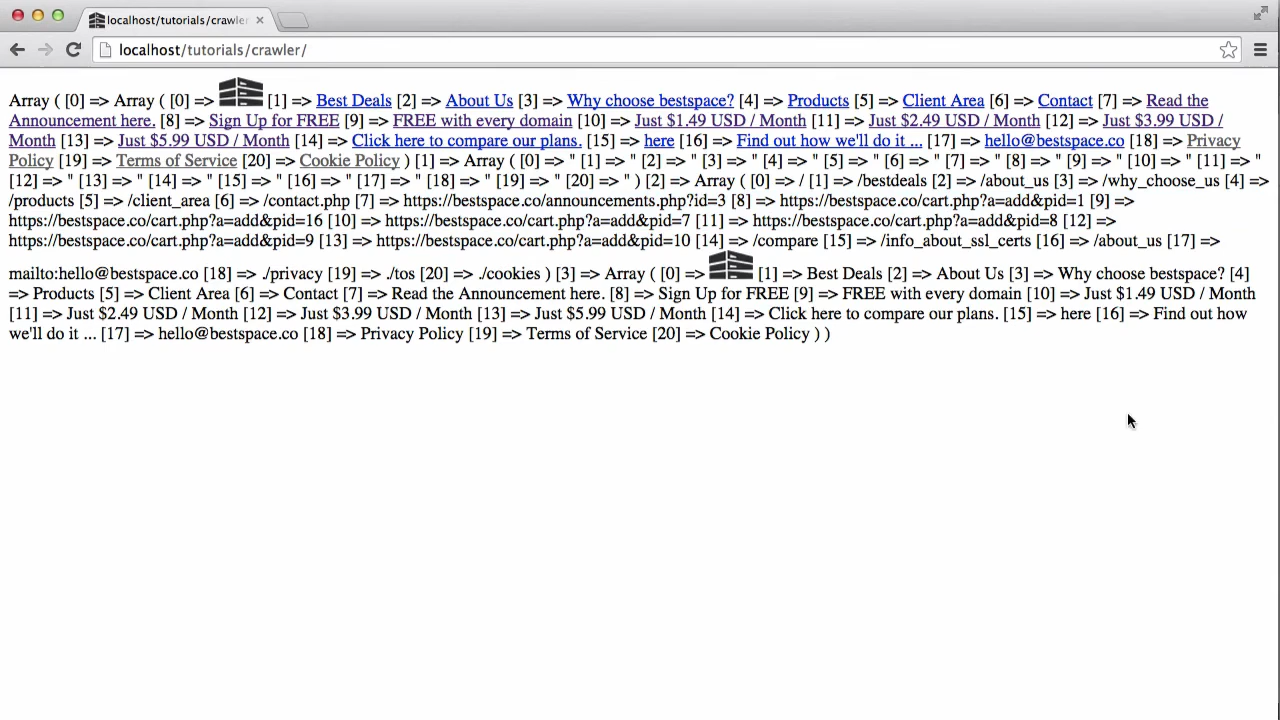 localhost/tutorials/crawler
localhost/tutorials/crawler/
Array ( [0] => Array ( [0] => [1] => Best Deals [2] => About Us [3] => Why choose bestspace? [4] => Products [5] => Client Area [6] => Contact [7] => Read the
Announcement here. [8] => Sign Up for FREE [9] => FREE with every domain [10] => Just $1.49 USD / Month [11] => Just $2.49 USD / Month [12] => Just $3.99 USD /
Month [13] => Just $5.99 USD / Month [14] => Click here to compare our plans. [15] => here [16] => Find out how we'll do it ... [17] => hello@bestspace.co [18] => Privacy
Policy [19] => Terms of Service [20] => Cookie Policy ) [1] => Array ( [0] => " [1] => " [2] => " [3] => " [4] => " [5] => " [6] => " [7] => " [8] => " [9] => " [10] => " [11] => "
[12] => " [13] => " [14] => " [15] => " [16] => " [17] => " [18] => " [19] => " [20] => " ) [2] => Array ( [0] => / [1] => /bestdeals [2] => /about_us [3] => /why_choose_us [4] =>
/products [5] => /client_area [6] => /contact.php [7] => https://bestspace.co/announcements.php?id=3 [8] => https://bestspace.co/cart.php?a=add&pid=1 [9] =>
https://bestspace.co/cart.php?a=add&pid=16 [10] => https://bestspace.co/cart.php?a=add&pid=7 [11] => https://bestspace.co/cart.php?a=add&pid=8 [12] =>
https://bestspace.co/cart.php?a=add&pid=9 [13] => https://bestspace.co/cart.php?a=add&pid=10 [14] => /compare [15] => /info_about_ssl_certs [16] => /about_us [17] =>
mailto:hello@bestspace.co [18] => ./privacy [19] => ./tos [20] => ./cookies ) [3] => Array ( [0] => [1] => Best Deals [2] => About Us [3] => Why choose bestspace? [4]
=> Products [5] => Client Area [6] => Contact [7] => Read the Announcement here. [8] => Sign Up for FREE [9] => FREE with every domain [10] => Just $1.49 USD / Month
[11] => Just $2.49 USD / Month [12] => Just $3.99 USD / Month [13] => Just $5.99 USD / Month [14] => Click here to compare our plans. [15] => here [16] => Find out how
we'll do it ... [17] => hello@bestspace.co [18] => Privacy Policy [19] => Terms of Service [20] => Cookie Policy ) )